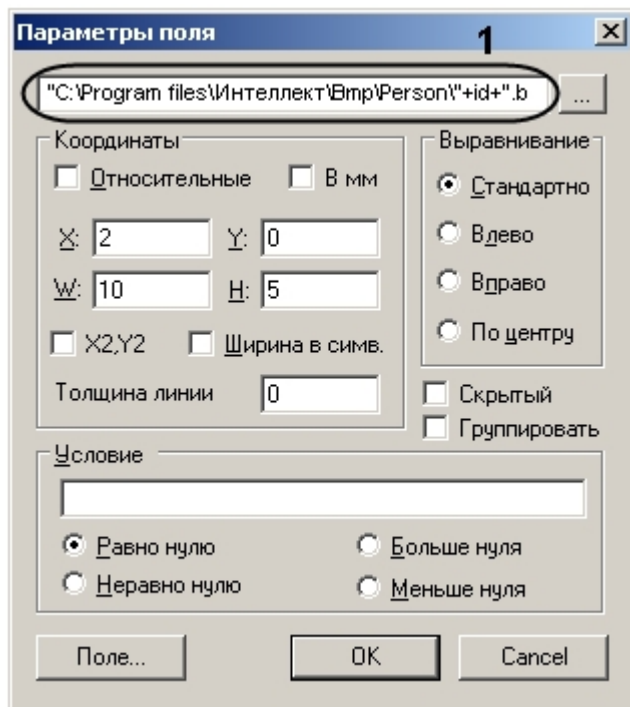 Параметры поля
1
"C:\Program files\Интеллект\Bmp\Person\"+id+".b ...
Координаты
Относительные В мм
X: 2 Y: 0
W: 10 H: 5
X2,Y2 Ширина в симв.
Толщина линии 0
Выравнивание
Стандартно
Влево
Вправо
По центру
Скрытый
Группировать
Условие
Равно нулю Больше нуля
Неравно нулю Меньше нуля
Поле... OK Cancel